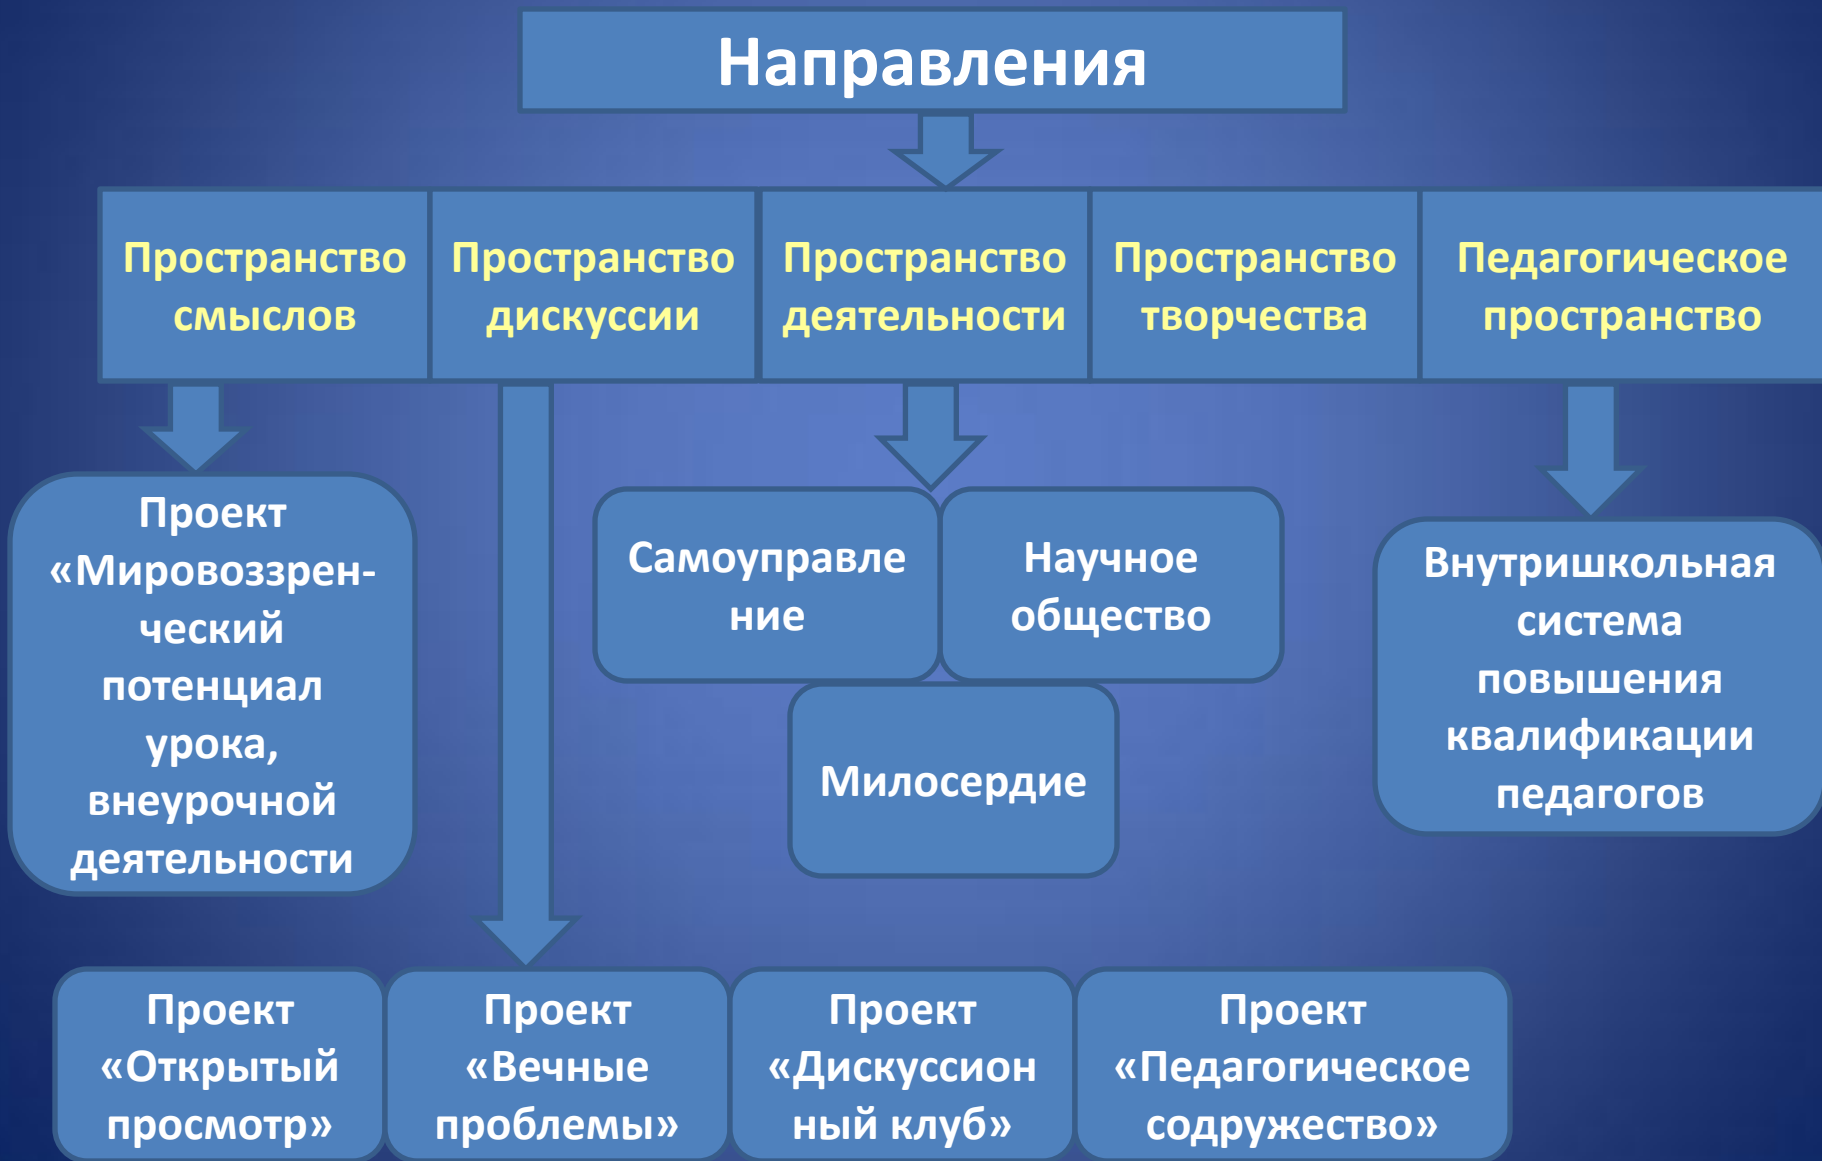 Направления
Пространство
смыслов
Пространство
дискуссии
Пространство
деятельности
Пространство
творчества
Педагогическое
пространство
Проект
«Мировоззрен-
ческий
потенциал
урока,
внеурочной
деятельности
Самоуправле
ние
Научное
общество
Милосердие
Внутришкольная
система
повышения
квалификации
педагогов
Проект
«Открытый
просмотр»
Проект
«Вечные
проблемы»
Проект
«Дискуссион
ный клуб»
Проект
«Педагогическое
содружество»